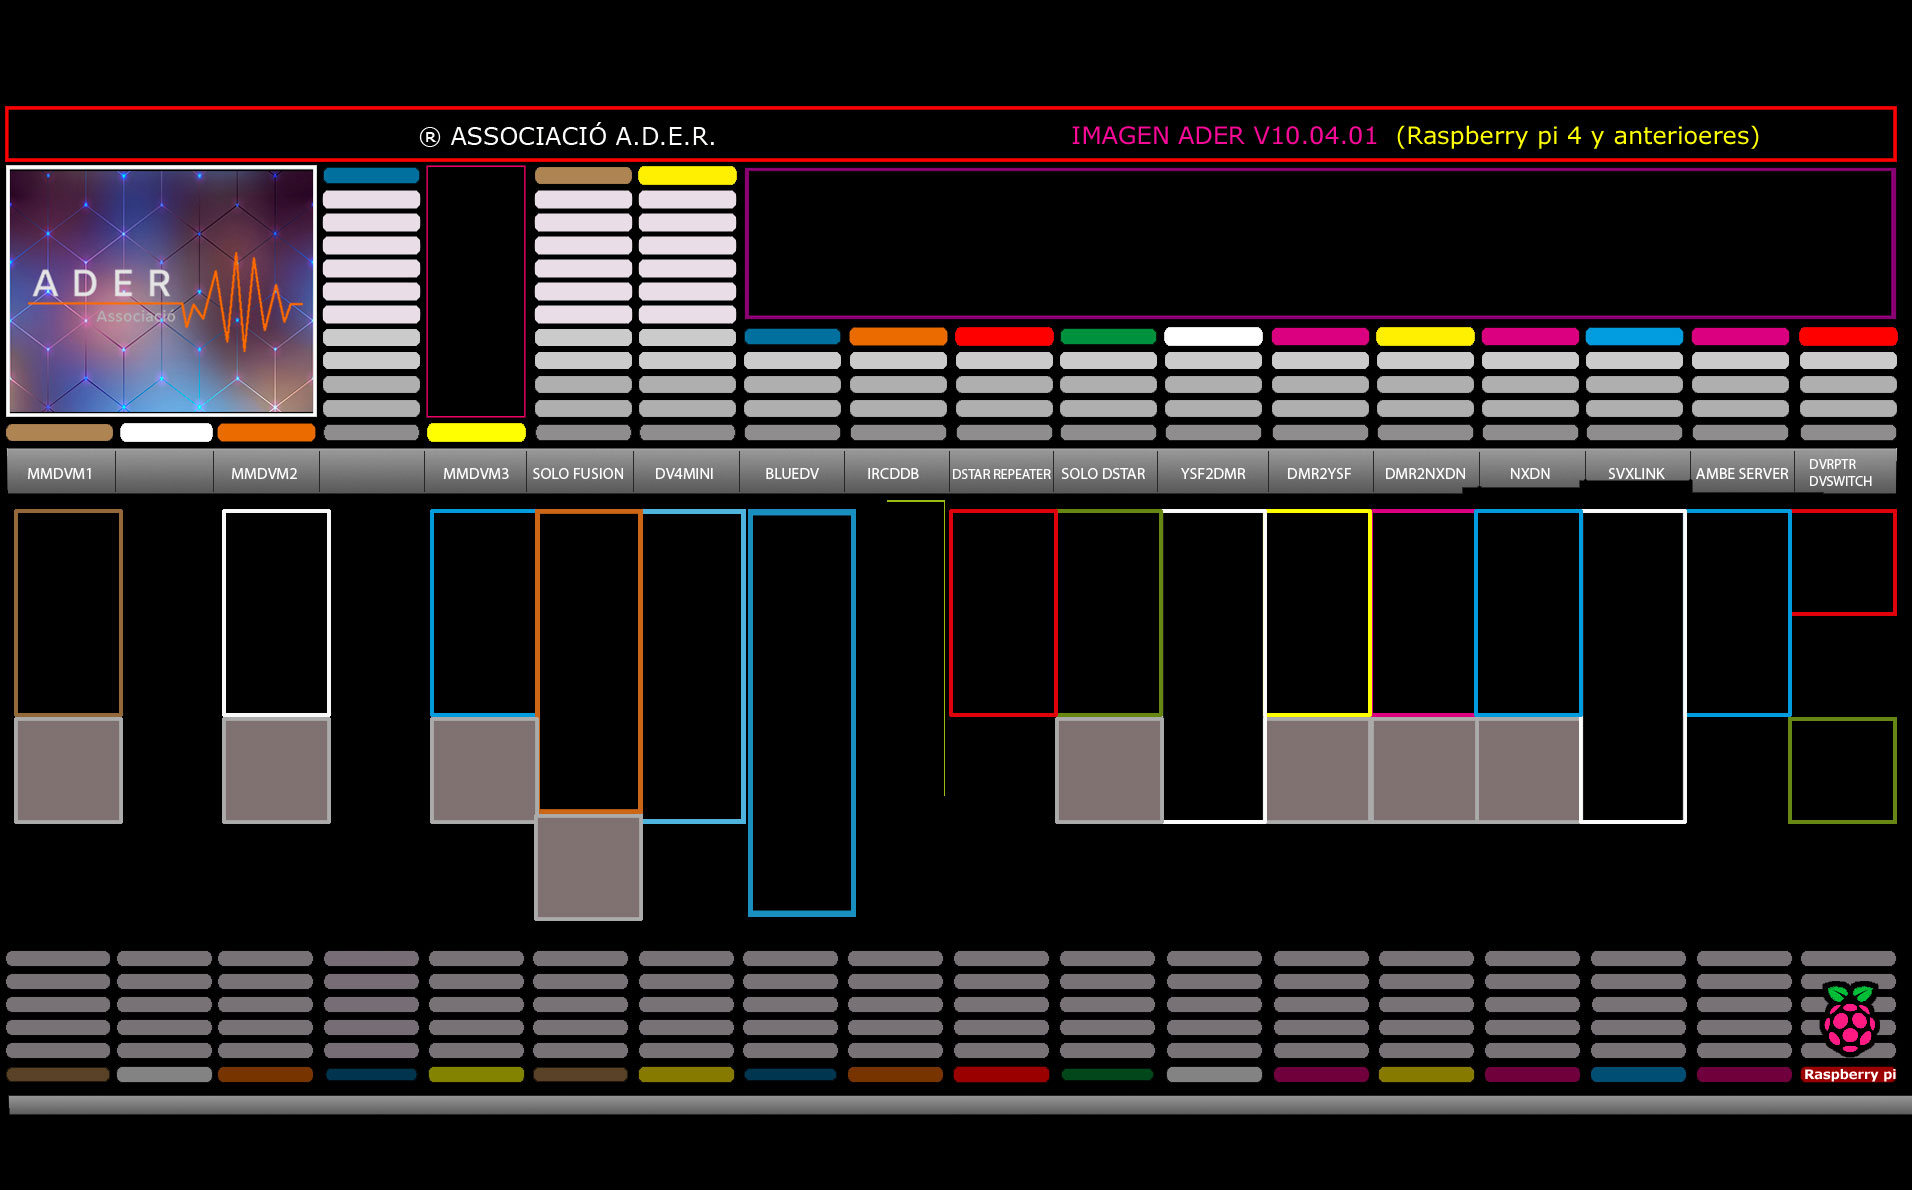 ® ASSOCIACIÓ A.D.E.R.
IMAGEN ADER V10.04.01 (Raspberry pi 4 y anterioeres)
ADER
Associació
MMDVM1
MMDVM2
MMDVM3
SOLO FUSION
DV4MINI
BLUEDV
IRCDDB
DSTAR REPEATER
SOLO DSTAR
YSF2DMR
DMR2YSF
DMR2NXDN
NXDN
SVXLINK
AMBE SERVER
DVRPTR
DVSWITCH
Raspberry pi